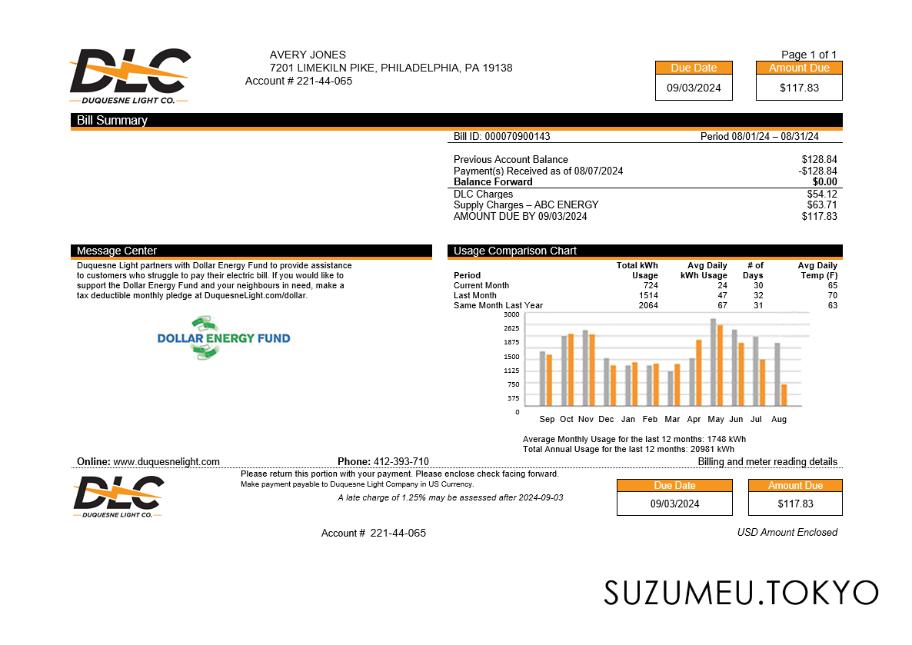 DLC
DUQUESNE LIGHT CO.
AVERY JONES
7201 LIMEKILN PIKE, PHILADELPHIA, PA 19138
Account # 221-44-065
Page 1 of 1
Due Date Amount Due
09/03/2024 $117.83
Bill Summary
Bill ID: 000070900143 Period 08/01/24 – 08/31/24
Previous Account Balance $128.84
Payment(s) Received as of 08/07/2024 -$128.84
Balance Forward $0.00
DLC Charges $54.12
Supply Charges – ABC ENERGY $63.71
AMOUNT DUE BY 09/03/2024 $117.83
Message Center
Duquesne Light partners with Dollar Energy Fund to provide assistance
to customers who struggle to pay their electric bill. If you would like to
support the Dollar Energy Fund and your neighbours in need, make a
tax deductible monthly pledge at DuquesneLight.com/dollar.
DOLLAR ENERGY FUND
Usage Comparison Chart
Total kWh Avg Daily # of Avg Daily
Period Usage kWh Usage Days Temp (F)
Current Month 724 24 30 65
Last Month 1514 47 32 70
Same Month Last Year 2064 67 31 63
3000
2625
1875
1500
1125
750
375
0
Sep Oct Nov Dec Jan Feb Mar Apr May Jun Jul Aug
Average Monthly Usage for the last 12 months: 1748 kWh
Total Annual Usage for the last 12 months: 20981 kWh
Online: www.duquesnelight.com Phone: 412-393-710 Billing and meter reading details
DLC
DUQUESNE LIGHT CO.
Please return this portion with your payment. Please enclose check facing forward.
Make payment payable to Duquesne Light Company in US Currency.
A late charge of 1.25% may be assessed after 2024-09-03
Due Date Amount Due
09/03/2024 $117.83
Account # 221-44-065
USD Amount Enclosed
SUZUMEU.TOKYO